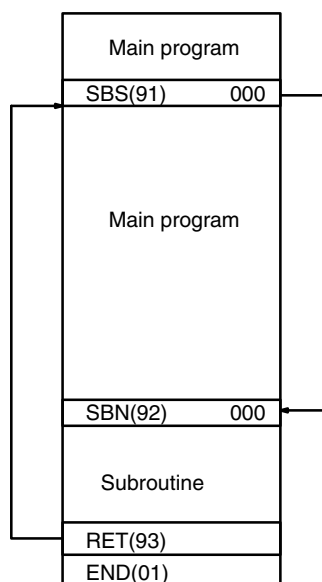 Main program
SBS(91) 000
Main program
SBN(92) 000
Subroutine
RET(93)
END(01)